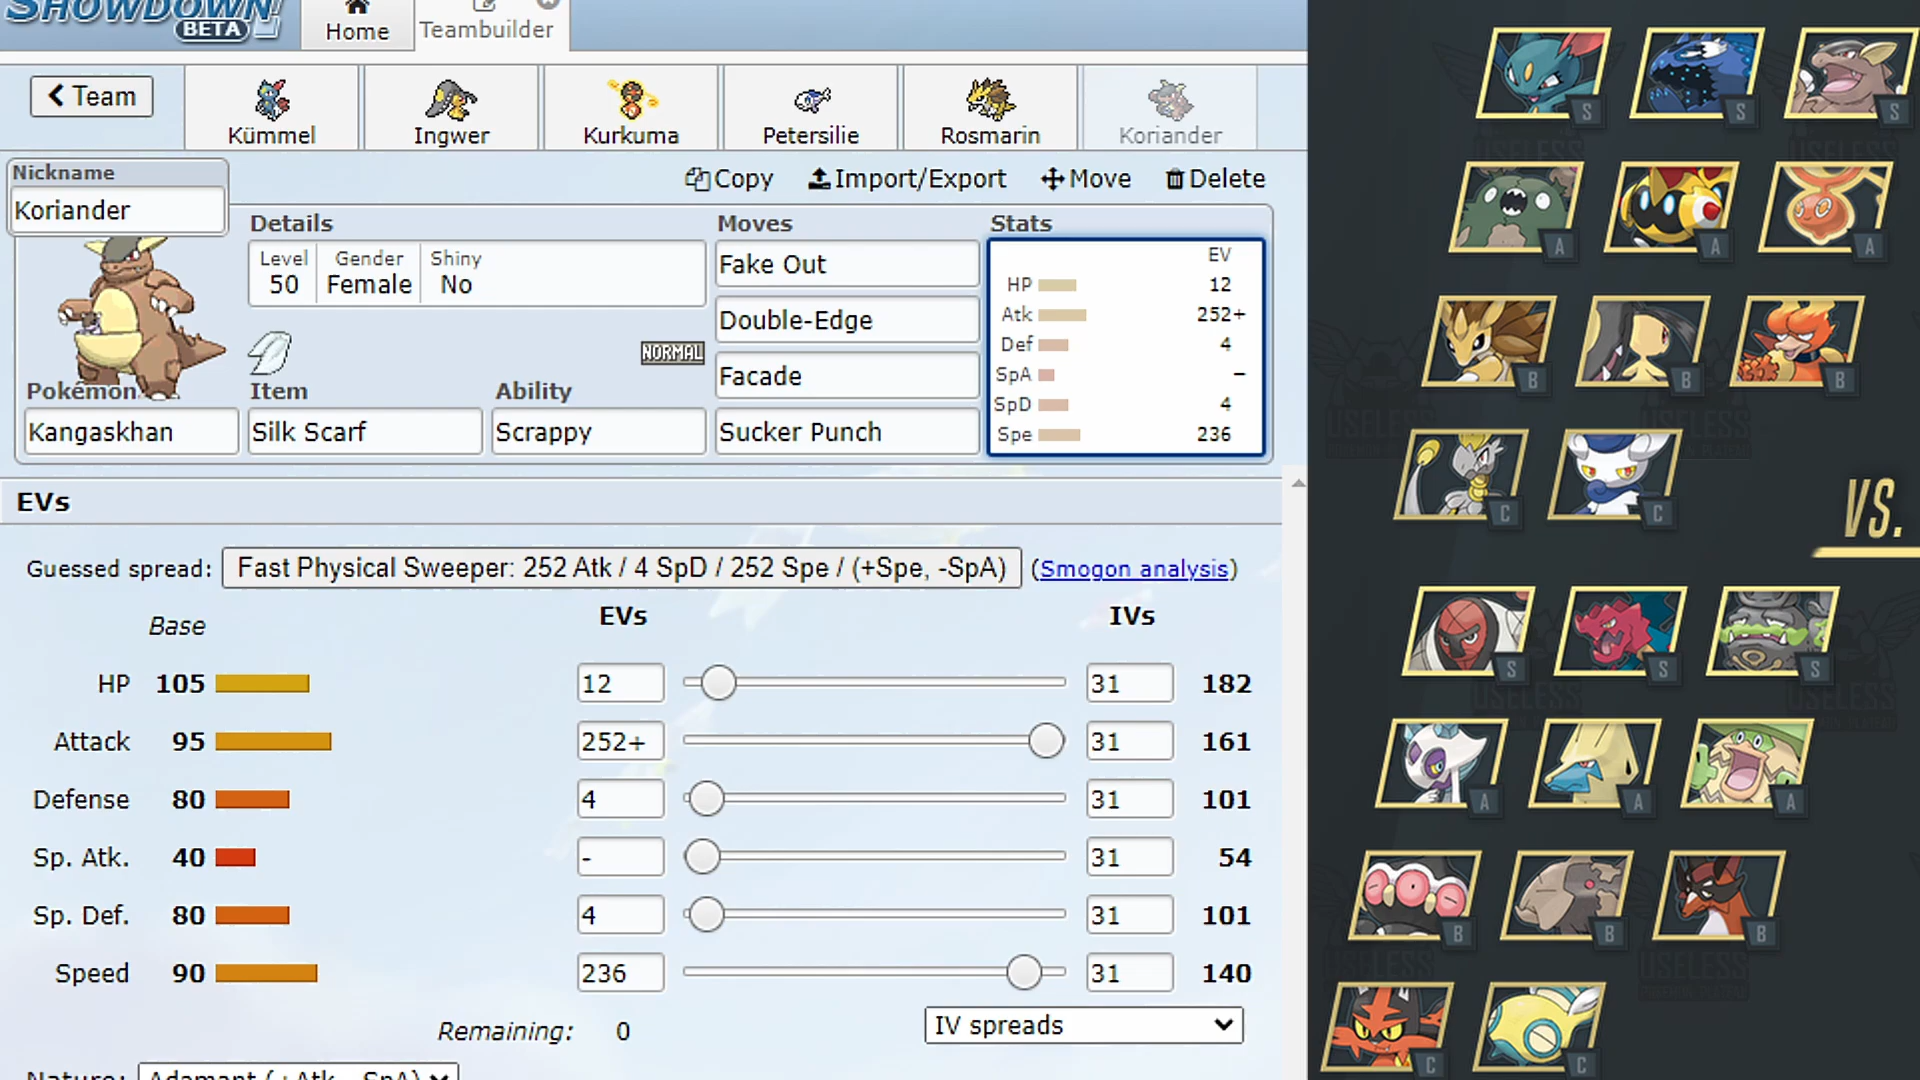 SHOWDOWN!
BETA
Home
Teambuilder
Team
Kümmel
Ingwer
Kurkuma
Petersilie
Rosmarin
Koriander
Nickname
Koriander
Copy
Import/Export
Move
Delete
Details
Moves
Stats
Level
50
Gender
Female
Shiny
No
NORMAL
Pokémon
Kangaskhan
Item
Silk Scarf
Ability
Scrappy
Fake Out
Double-Edge
Facade
Sucker Punch
EV
HP 12
Atk 252+
Def 4
SpA –
SpD 4
Spe 236
EVs
Guessed spread: Fast Physical Sweeper: 252 Atk / 4 SpD / 252 Spe / (+Spe, -SpA) (Smogon analysis)
Base EVs IVs
HP 105 12 31 182
Attack 95 252+ 31 161
Defense 80 4 31 101
Sp. Atk. 40 - 31 54
Sp. Def. 80 4 31 101
Speed 90 236 31 140
Remaining: 0
IV spreads
Nature: Adamant (+Atk, -SpA)
S S S
A A A
B B B
C C
VS.
S S S
A A A
B B B
C C
USELESS